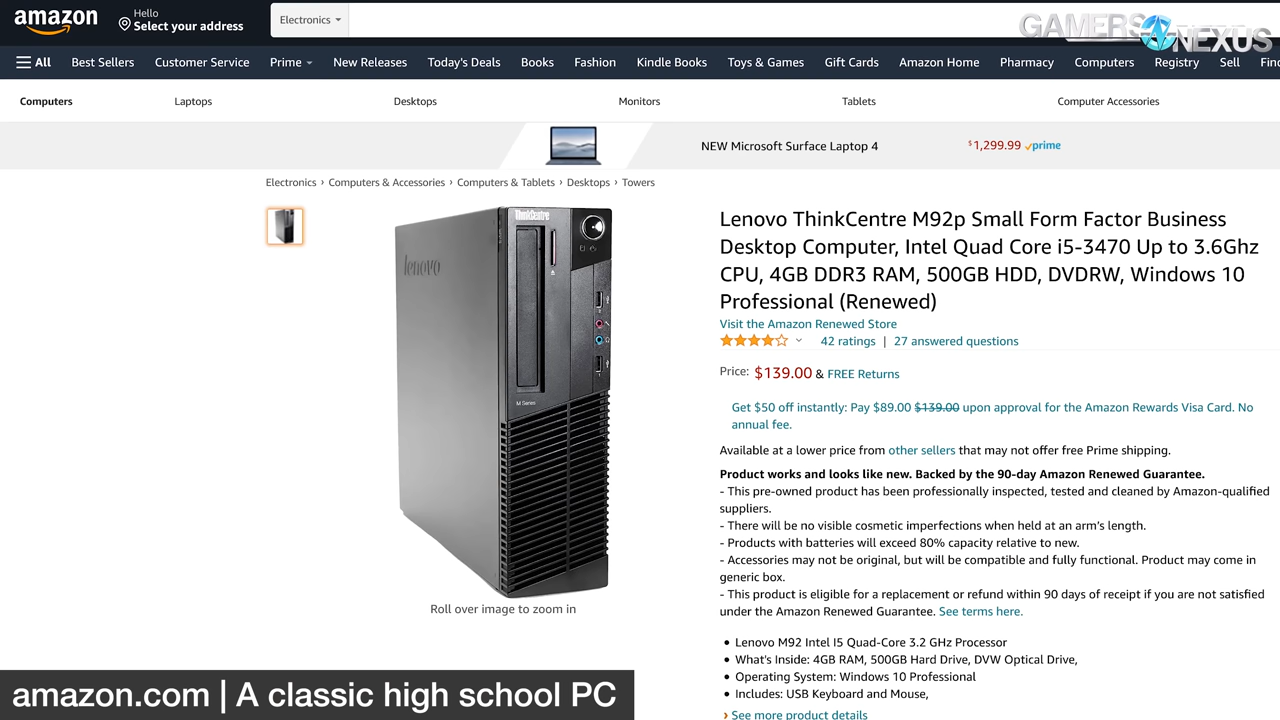 amazon
Hello
Select your address
Electronics
GAMERS NEXUS
All Best Sellers Customer Service Prime New Releases Today's Deals Books Fashion Kindle Books Toys & Games Gift Cards Amazon Home Pharmacy Computers Registry Sell
Computers Laptops Desktops Monitors Tablets Computer Accessories
NEW Microsoft Surface Laptop 4 $1,299.99 prime
Electronics › Computers & Accessories › Computers & Tablets › Desktops › Towers
ThinkCentre
lenovo
M Series
Roll over image to zoom in
Lenovo ThinkCentre M92p Small Form Factor Business
Desktop Computer, Intel Quad Core i5-3470 Up to 3.6Ghz
CPU, 4GB DDR3 RAM, 500GB HDD, DVDRW, Windows 10
Professional (Renewed)
Visit the Amazon Renewed Store
42 ratings | 27 answered questions
Price: $139.00 & FREE Returns
Get $50 off instantly: Pay $89.00 $139.00 upon approval for the Amazon Rewards Visa Card. No
annual fee.
Available at a lower price from other sellers that may not offer free Prime shipping.
Product works and looks like new. Backed by the 90-day Amazon Renewed Guarantee.
- This pre-owned product has been professionally inspected, tested and cleaned by Amazon-qualified
suppliers.
- There will be no visible cosmetic imperfections when held at an arm's length.
- Products with batteries will exceed 80% capacity relative to new.
- Accessories may not be original, but will be compatible and fully functional. Product may come in
generic box.
- This product is eligible for a replacement or refund within 90 days of receipt if you are not satisfied
under the Amazon Renewed Guarantee. See terms here.
• Lenovo M92 Intel I5 Quad-Core 3.2 GHz Processor
• What's Inside: 4GB RAM, 500GB Hard Drive, DVW Optical Drive,
• Operating System: Windows 10 Professional
• Includes: USB Keyboard and Mouse,
› See more product details
amazon.com | A classic high school PC